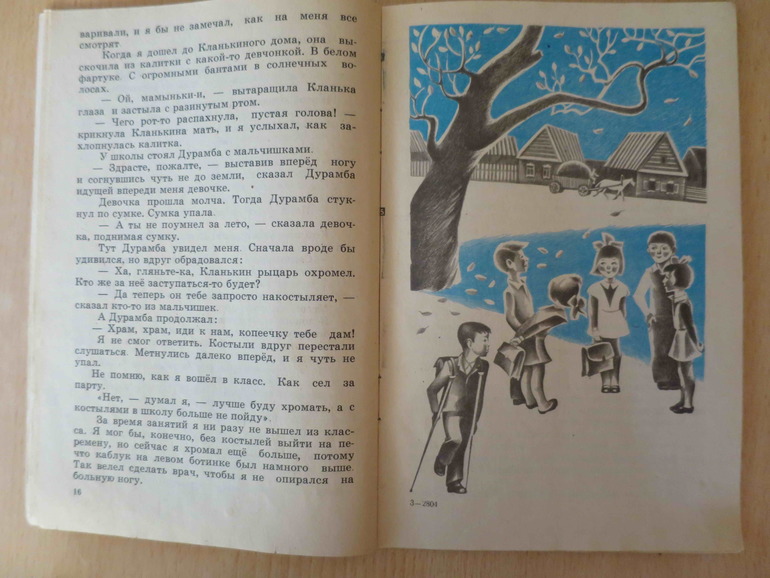 варивали, и я бы не замечал, как на меня все
смотрят.
Когда я дошел до Кланькиного дома, она вы-
скочила из калитки с какой-то девчонкой. В белом
фартуке. С огромными бантами в солнечных во-
лосах.
— Ой, мамыньки-и, — вытаращила Кланька
глаза и застыла с разинутым ртом.
— Чего рот-то распахнула, пустая голова! —
крикнула Кланькина мать, и я услыхал, как за-
хлопнулась калитка.
У школы стоял Дурамба с мальчишками.
— Здрасте, пожалте, — выставив вперёд ногу
и согнувшись чуть не до земли, сказал Дурамба
идущей впереди меня девочке.
Девочка прошла молча. Тогда Дурамба стук-
нул по сумке. Сумка упала.
— А ты не поумнел за лето, — сказала девоч-
ка, поднимая сумку.
Тут Дурамба увидел меня. Сначала вроде бы
удивился, но вдруг обрадовался:
— Ха, гляньте-ка, Кланькин рыцарь охромел.
Кто же за неё заступаться-то будет?
— Да теперь он тебе запросто накостыляет, —
сказал кто-то из мальчишек.
А Дурамба продолжал:
— Храм, храм, иди к нам, копеечку тебе дам!
Я не смог ответить. Костыли вдруг перестали
слушаться. Метнулись далеко вперёд, и я чуть не
упал.
Не помню, как я вошёл в класс. Как сел за
парту.
«Нет, — думал я, — лучше буду хромать, а с
костылями в школу больше не пойду».
За время занятий я ни разу не вышел из клас-
са. Я мог бы, конечно, без костылей выйти на пе-
ремену, но сейчас я хромал ещё больше, потому
что каблук на левом ботинке был намного выше.
Так велел сделать врач, чтобы я не опирался на
больную ногу.
16
3—2804